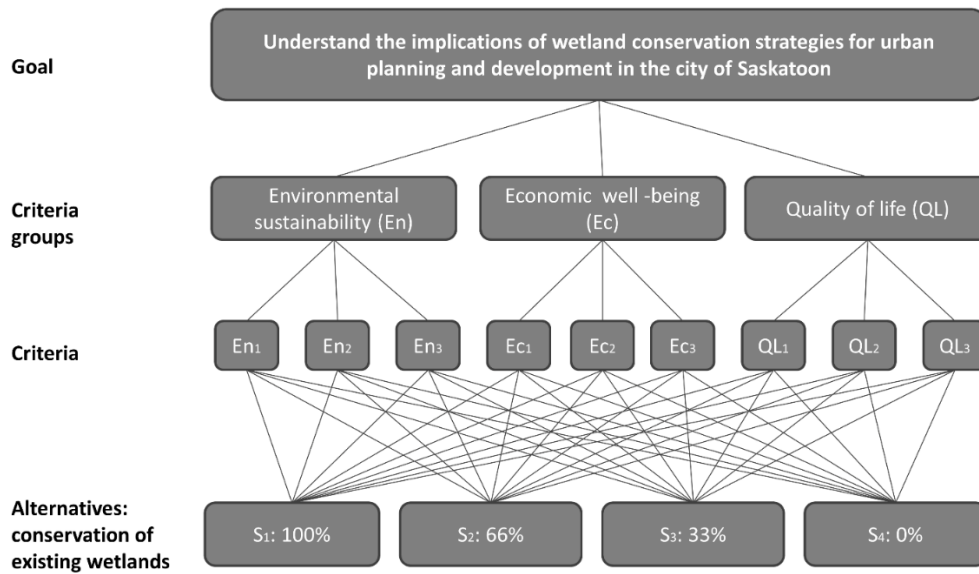 Goal
Understand the implications of wetland conservation strategies for urban
planning and development in the city of Saskatoon
Criteria
groups
Environmental
sustainability (En)
Economic well -being
(Ec)
Quality of life (QL)
Criteria
En₁
En₂
En₃
Ec₁
Ec₂
Ec₃
QL₁
QL₂
QL₃
Alternatives:
conservation of
existing wetlands
S₁: 100%
S₂: 66%
S₃: 33%
S₄: 0%